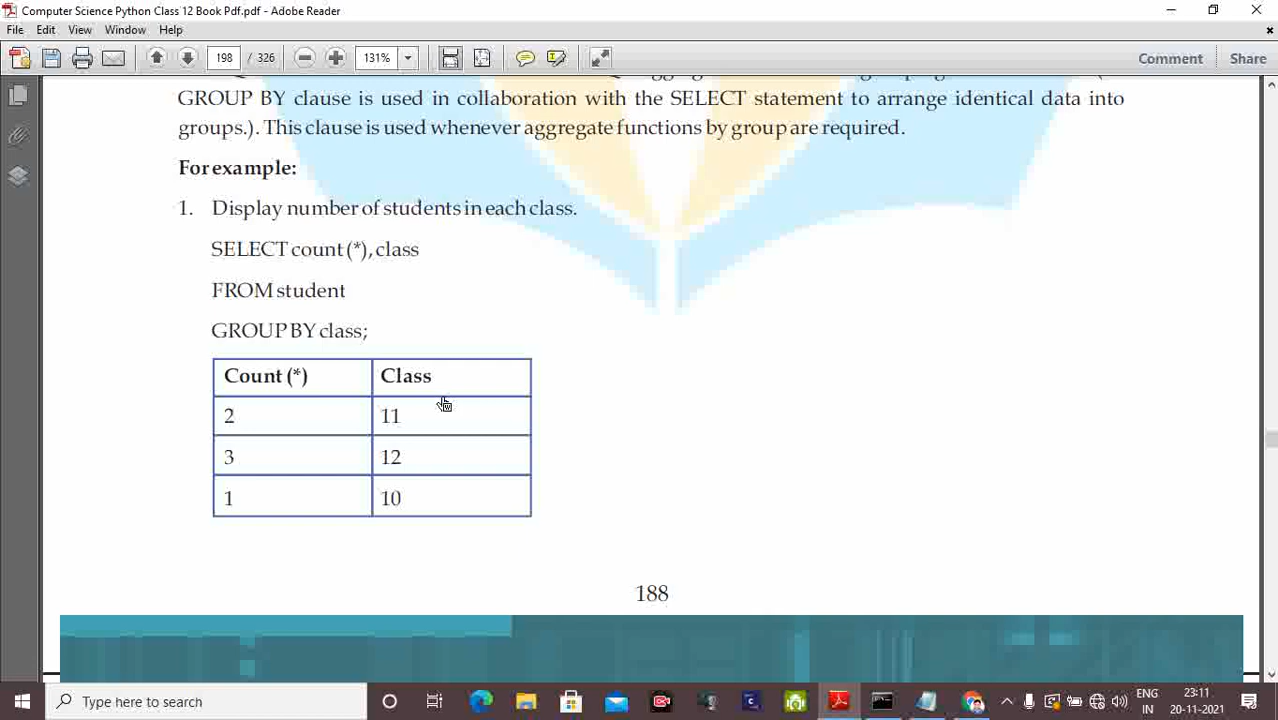 Computer Science Python Class 12 Book Pdf.pdf - Adobe Reader
File Edit View Window Help
198 / 326 131% Comment Share
GROUP BY clause is used in collaboration with the SELECT statement to arrange identical data into
groups.). This clause is used whenever aggregate functions by group are required.
For example:
1. Display number of students in each class.
SELECT count (*), class
FROM student
GROUP BY class;
Count (*) Class
2 11
3 12
1 10
188
Type here to search
ENG 23:11
IN 20-11-2021